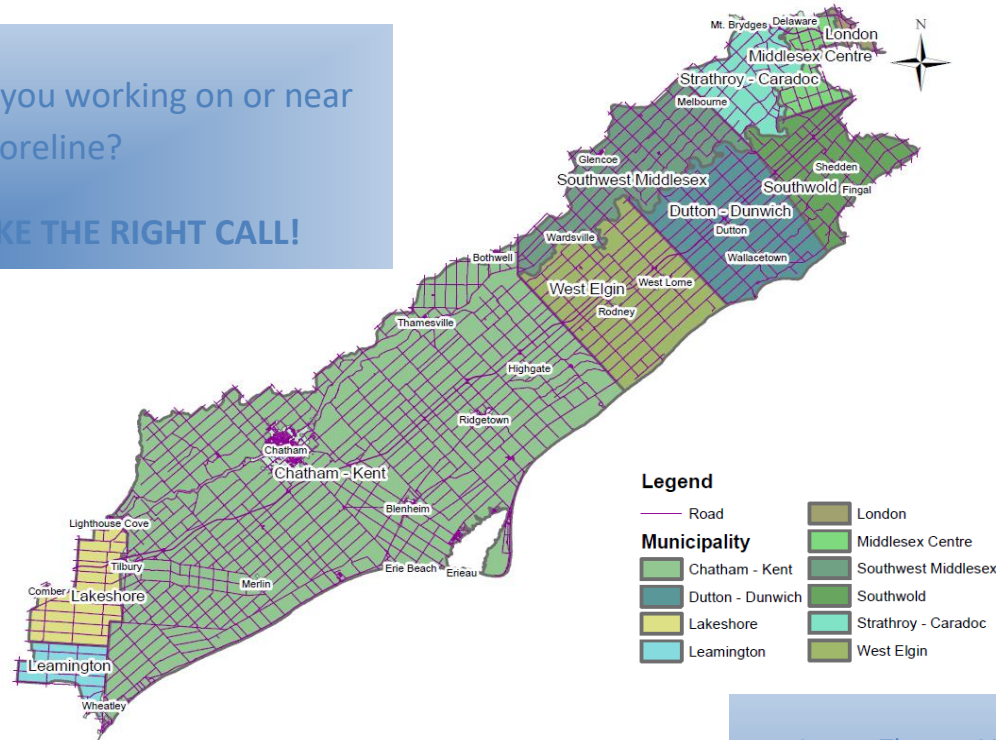 you working on or near
oreline?
KE THE RIGHT CALL!
N
Mt. Brydges
Delaware
London
Middlesex Centre
Strathroy - Caradoc
Melbourne
Glencoe
Southwest Middlesex
Shedden
Southwold
Fingal
Dutton - Dunwich
Dutton
Wardsville
Wallacetown
Bothwell
West Elgin
West Lorne
Rodney
Thamesville
Highgate
Ridgetown
Chatham
Chatham - Kent
Blenheim
Lighthouse Cove
Tilbury
Erie Beach
Erieau
Merlin
Comber
Lakeshore
Leamington
Wheatley
Legend
Road
Municipality
Chatham - Kent
Dutton - Dunwich
Lakeshore
Leamington
London
Middlesex Centre
Southwest Middlesex
Southwold
Strathroy - Caradoc
West Elgin